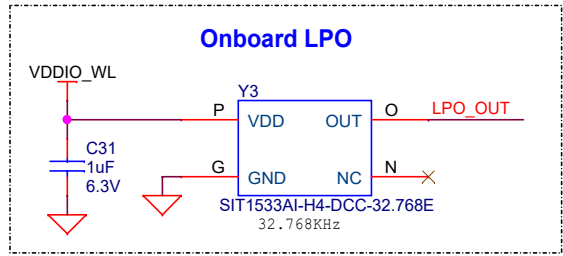 Onboard LPO
VDDIO_WL
Y3
P
VDD
OUT
O
LPO_OUT
C31
1uF
6.3V
G
GND
NC
N
SIT1533AI-H4-DCC-32.768E
32.768KHz